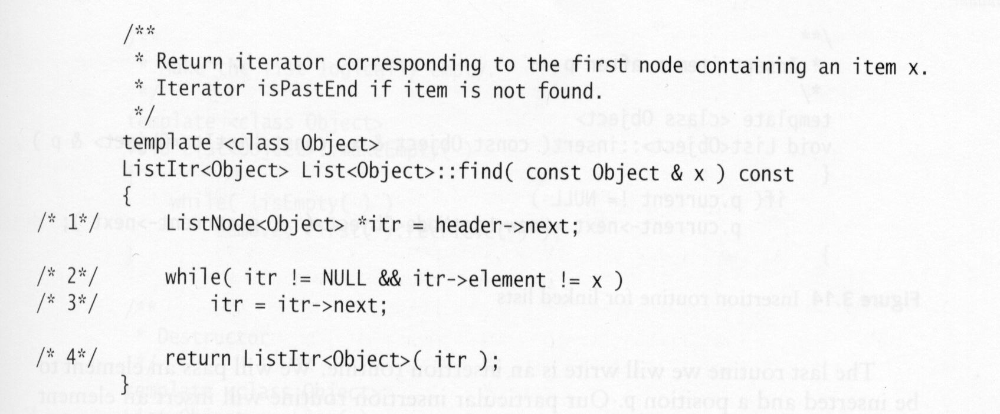 /**
 * Return iterator corresponding to the first node containing an item x.
 * Iterator isPastEnd if item is not found.
 */
template <class Object>
ListItr<Object> List<Object>::find( const Object & x ) const
{
/* 1*/      ListNode<Object> *itr = header->next;
/* 2*/      while( itr != NULL && itr->element != x )
/* 3*/          itr = itr->next;
/* 4*/      return ListItr<Object>( itr );
}